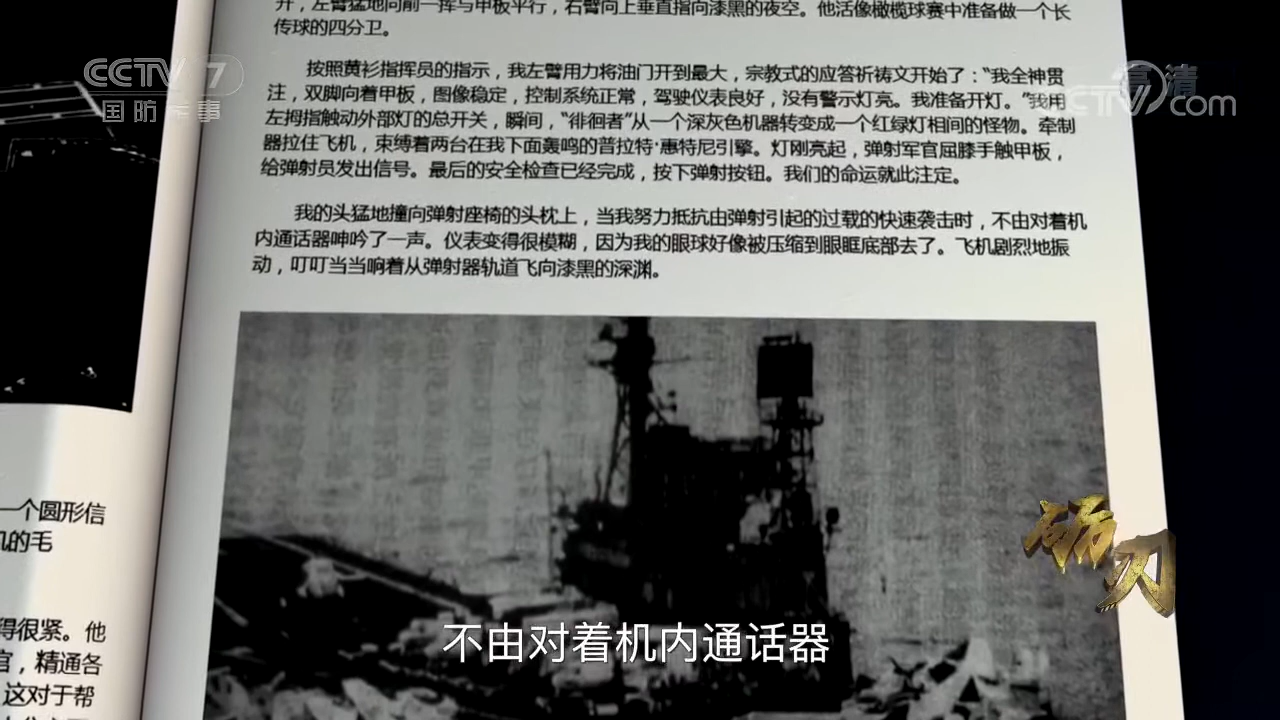 CCTV 7
国防军事
高清
CCTV.com
开，左臂猛地向前一挥与甲板平行，右臂向上垂直指向漆黑的夜空。他活像橄榄球赛中准备做一个长
传球的四分卫。
按照黄衫指挥员的指示，我左臂用力将油门开到最大，宗教式的应答祈祷文开始了：“我全神贯
注，双脚向着甲板，图像稳定，控制系统正常，驾驶仪表良好，没有警示灯亮。我准备开灯。”我用
左拇指触动外部灯的总开关，瞬间，“徘徊者”从一个深灰色机器转变成一个红绿灯相间的怪物。牵制
器拉住飞机，束缚着两台在我下面轰鸣的普拉特·惠特尼引擎。灯刚亮起，弹射军官屈膝手触甲板，
给弹射员发出信号。最后的安全检查已经完成，按下弹射按钮。我们的命运就此注定。
我的头猛地撞向弹射座椅的头枕上，当我努力抵抗由弹射引起的过载的快速袭击时，不由对着机
内通话器呻吟了一声。仪表变得很模糊，因为我的眼球好像被压缩到眼眶底部去了。飞机剧烈地振
动，叮叮当当响着从弹射器轨道飞向漆黑的深渊。
一个圆形信
机的毛
得很紧。他
官，精通各
这对于帮
砺刃
不由对着机内通话器